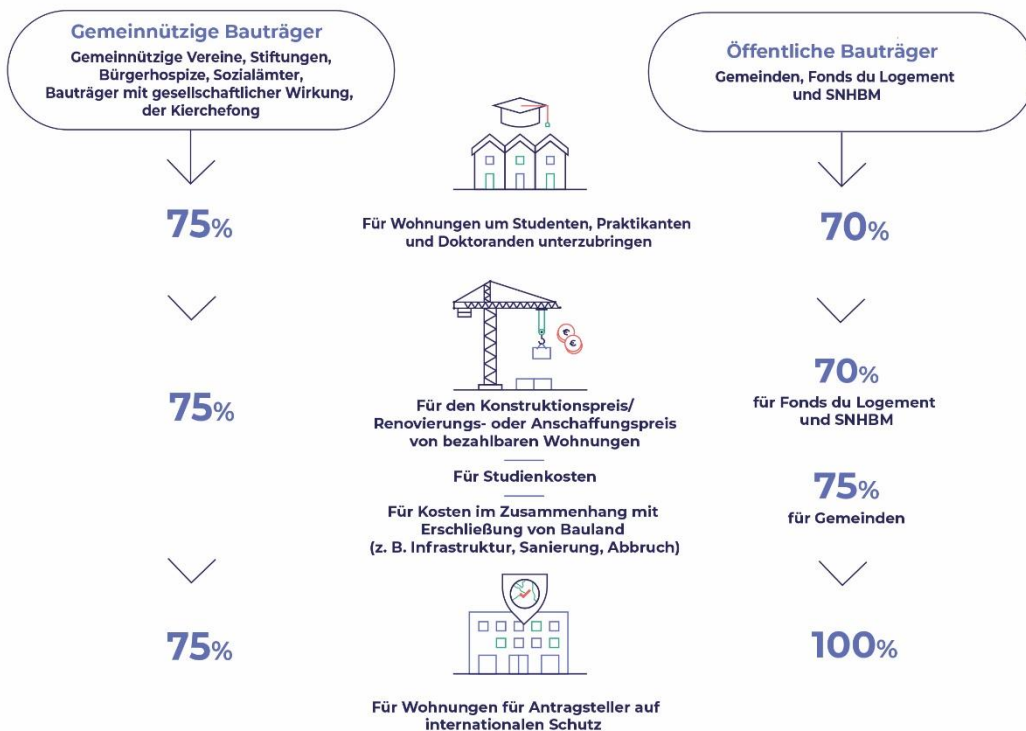 Gemeinnützige Bauträger
Gemeinnützige Vereine, Stiftungen,
Bürgerhospize, Sozialämter,
Bauträger mit gesellschaftlicher Wirkung,
der Kierchefong
Öffentliche Bauträger
Gemeinden, Fonds du Logement
und SNHBM
75%
Für Wohnungen um Studenten, Praktikanten
und Doktoranden unterzubringen
70%
75%
€
€
Für den Konstruktionspreis/
Renovierungs- oder Anschaffungspreis
von bezahlbaren Wohnungen
Für Studienkosten
Für Kosten im Zusammenhang mit
Erschließung von Bauland
(z. B. Infrastruktur, Sanierung, Abbruch)
70%
für Fonds du Logement
und SNHBM
75%
für Gemeinden
75%
Für Wohnungen für Antragsteller auf
internationalen Schutz
100%